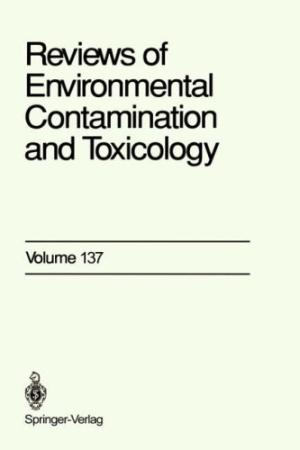 Reviews of
Environmental
Contamination
and Toxicology
Volume 137
Springer-Verlag